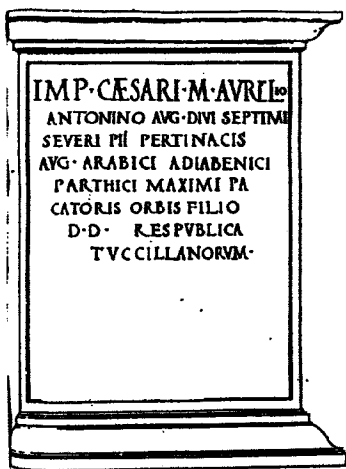 IMP·CÆSARI·M·AVRELIO
ANTONINO AVG·DIVI SEPTIMI
SEVERI PII PERTINACIS
AVG·ARABICI ADIABENICI
PARTHICI MAXIMI PA
CATORIS ORBIS FILIO
D·D· RESPVBLICA
TVCCILLANORVM·